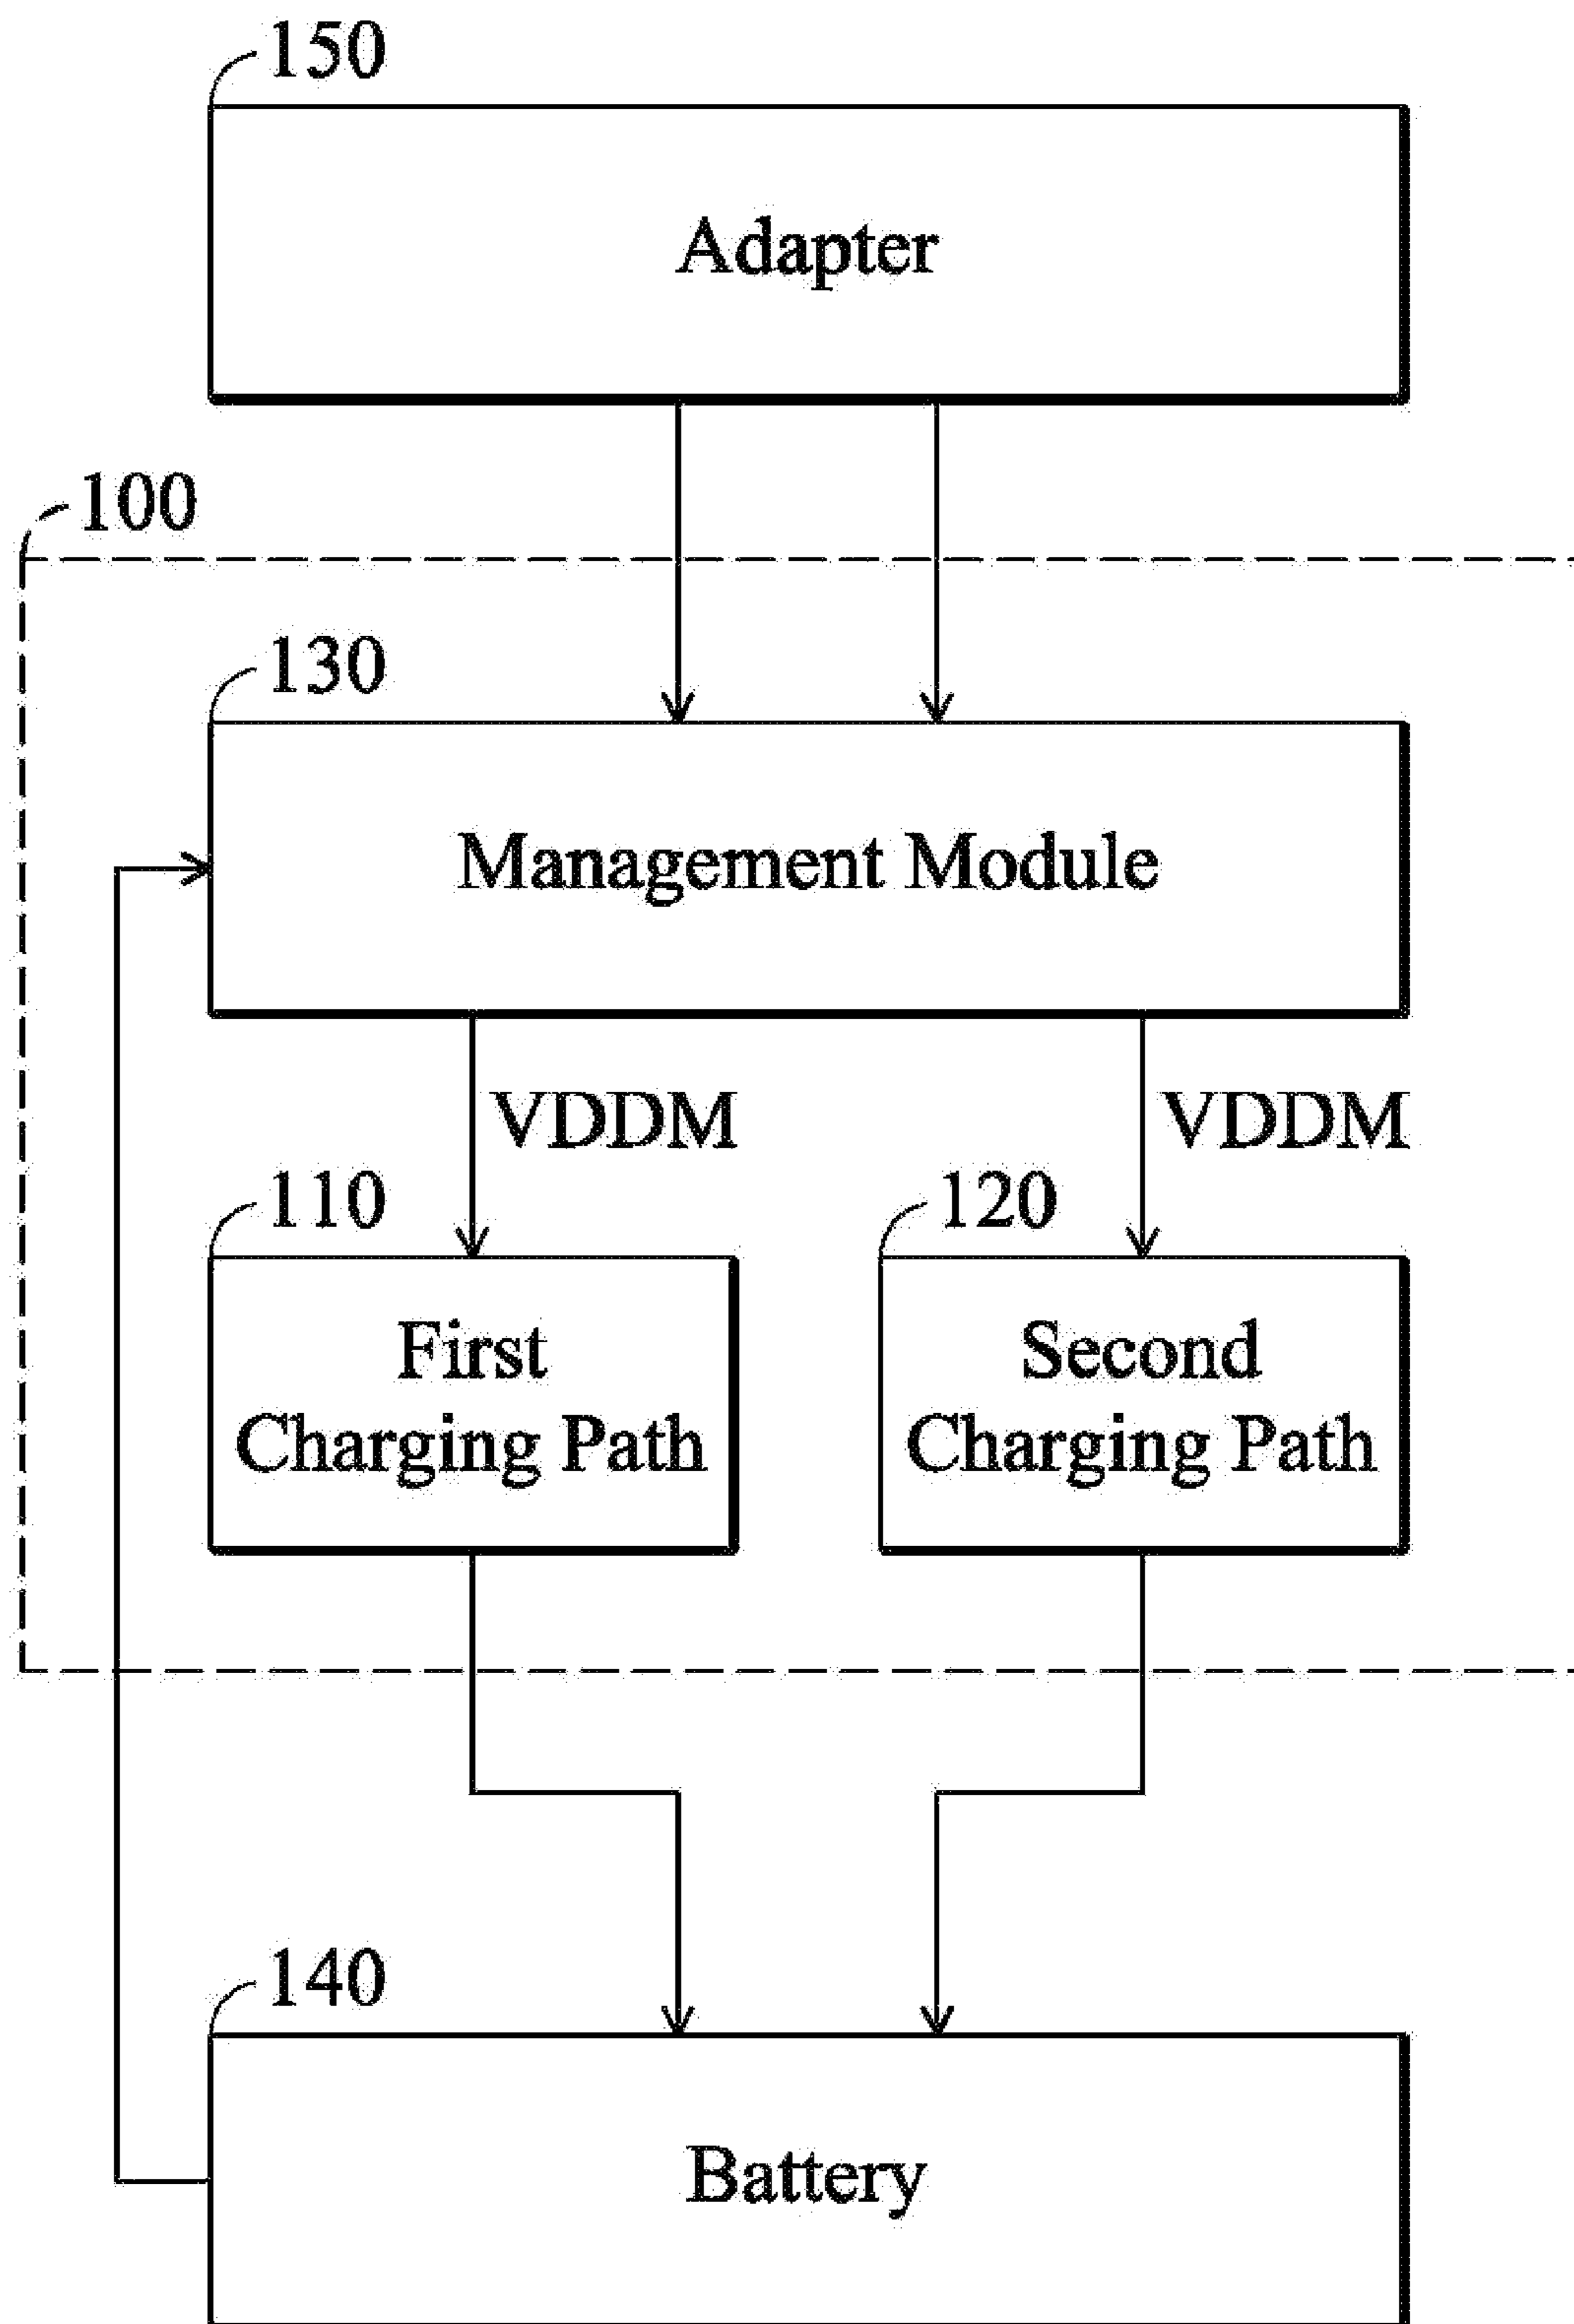 150
Adapter
100
130
Management Module
VDDM
VDDM
110
120
First
Charging Path
Second
Charging Path
140
Battery